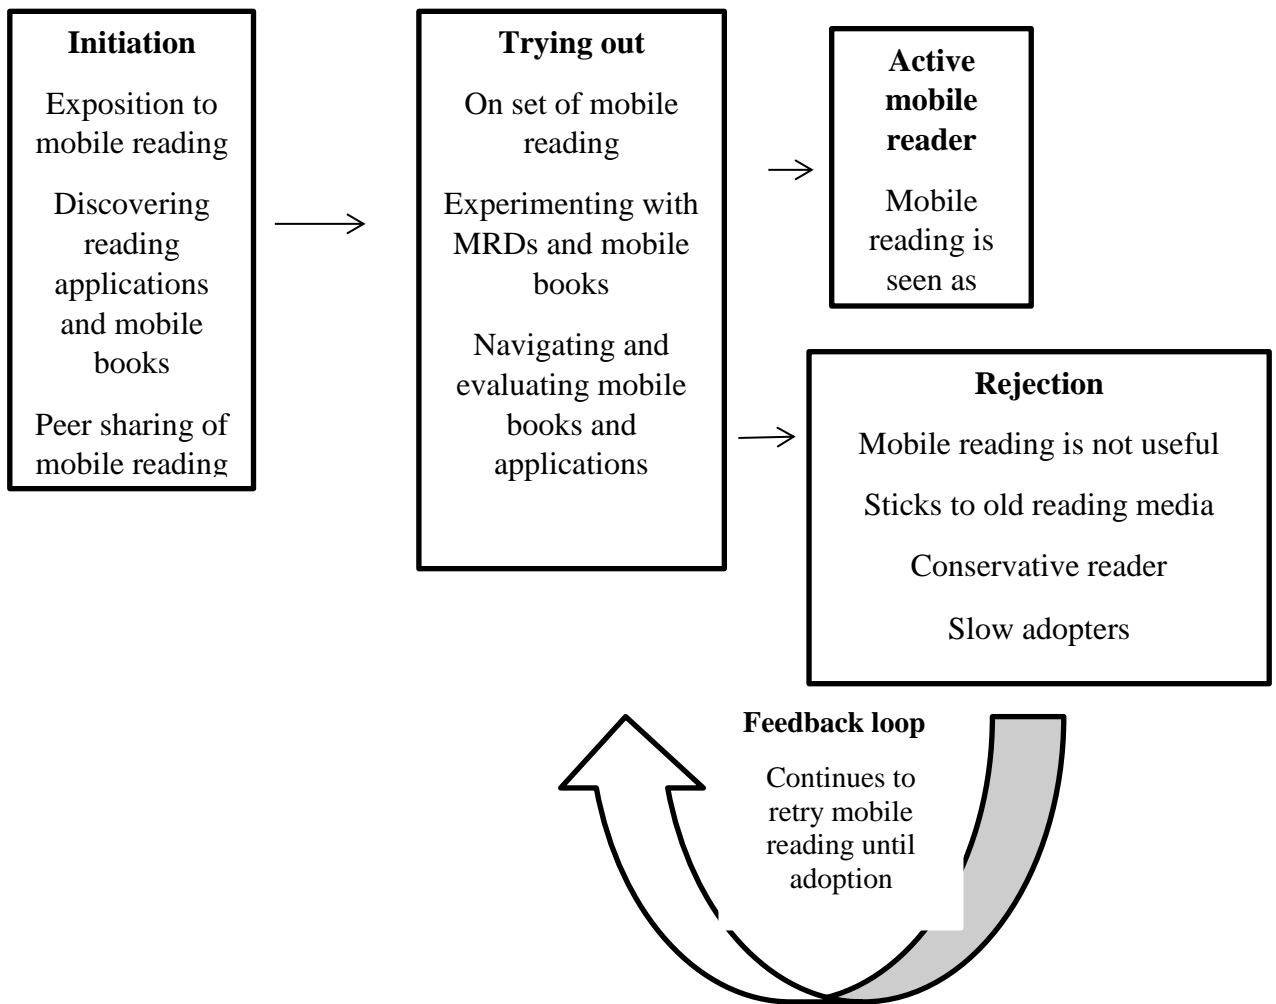 Initiation
Exposition to
mobile reading
Discovering
reading
applications
and mobile
books
Peer sharing of
mobile reading
Trying out
On set of mobile
reading
Experimenting with
MRDs and mobile
books
Navigating and
evaluating mobile
books and
applications
Active
mobile
reader
Mobile
reading is
seen as
Rejection
Mobile reading is not useful
Sticks to old reading media
Conservative reader
Slow adopters
Feedback loop
Continues to
retry mobile
reading until
adoption